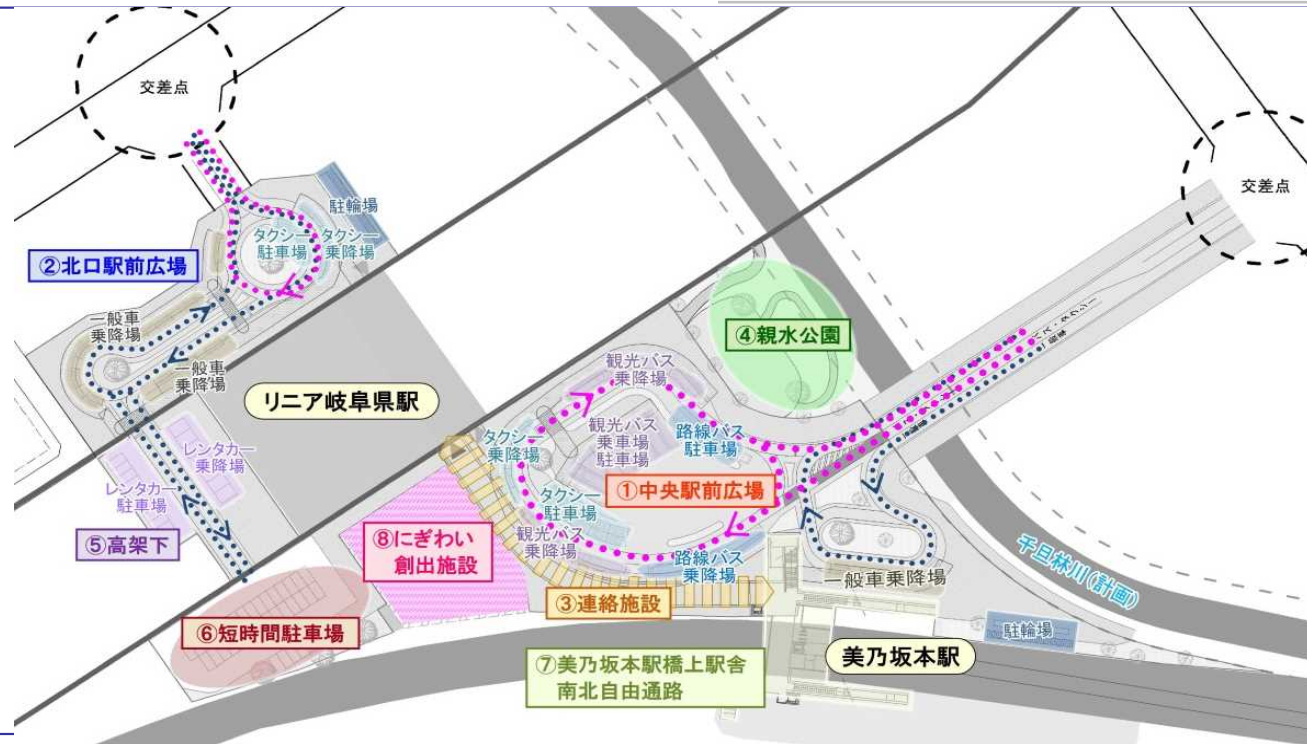 交差点
交差点
駐輪場
タクシー
駐車場
タクシー
乗降場
②北口駅前広場
一般車
乗降場
一般車
乗降場
リニア岐阜県駅
④親水公園
バス・タクシー
一般車
観光バス
乗降場
観光バス
乗車場
駐車場
路線バス
駐車場
タクシー
乗降場
タクシー
駐車場
①中央駅前広場
レンタカー
乗降場
レンタカー
駐車場
⑤高架下
⑧にぎわい
創出施設
観光バス
乗降場
路線バス
乗降場
一般車乗降場
千旦林川(計画)
③連絡施設
⑥短時間駐車場
駐輪場
美乃坂本駅
⑦美乃坂本駅橋上駅舎
南北自由通路